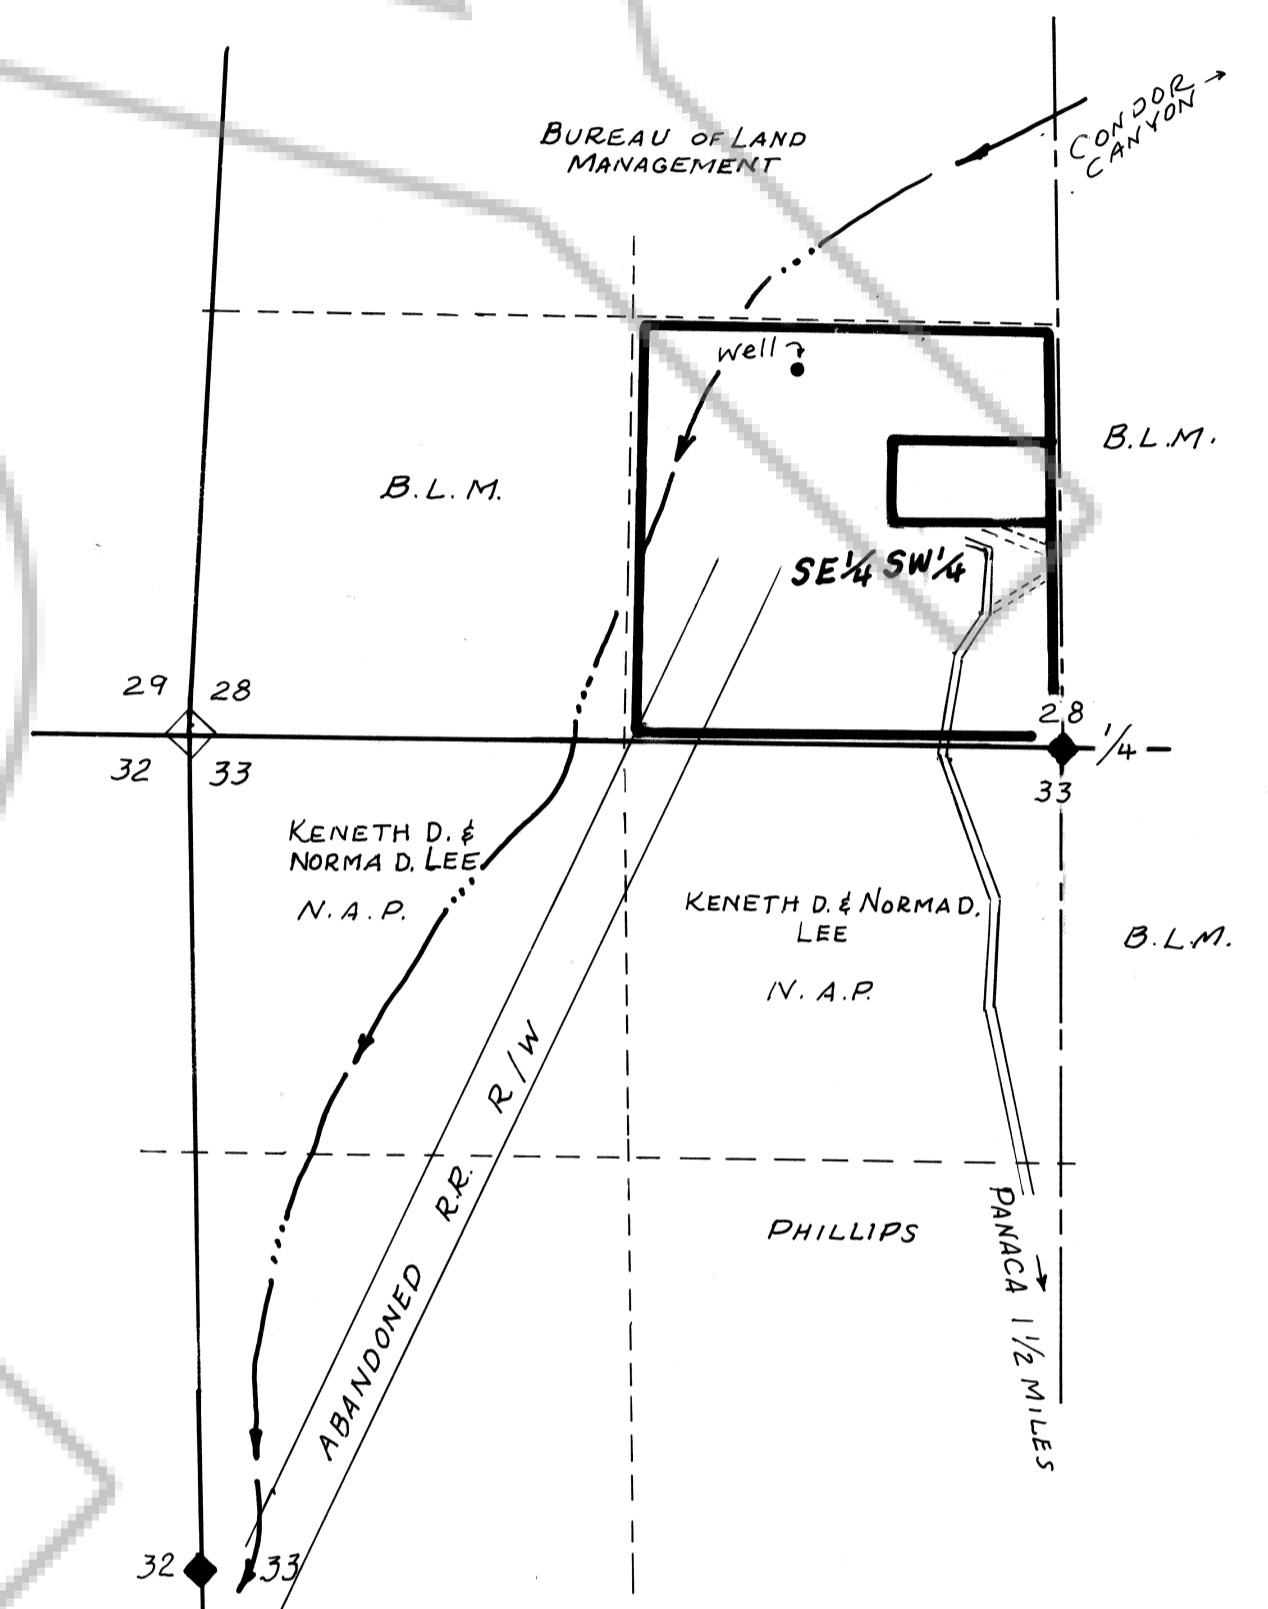 CONDOR →
CANYON
BUREAU OF LAND
MANAGEMENT
well
B.L.M.
B.L.M.
SE¼ SW¼
29 28
32 33
28
¼
33
KENETH D. &
NORMA D. LEE
N.A.P.
KENETH D. & NORMA D.
LEE
N.A.P.
B.L.M.
ABANDONED R.R. R/W
PHILLIPS
PANACA → 1½ MILES
32 33